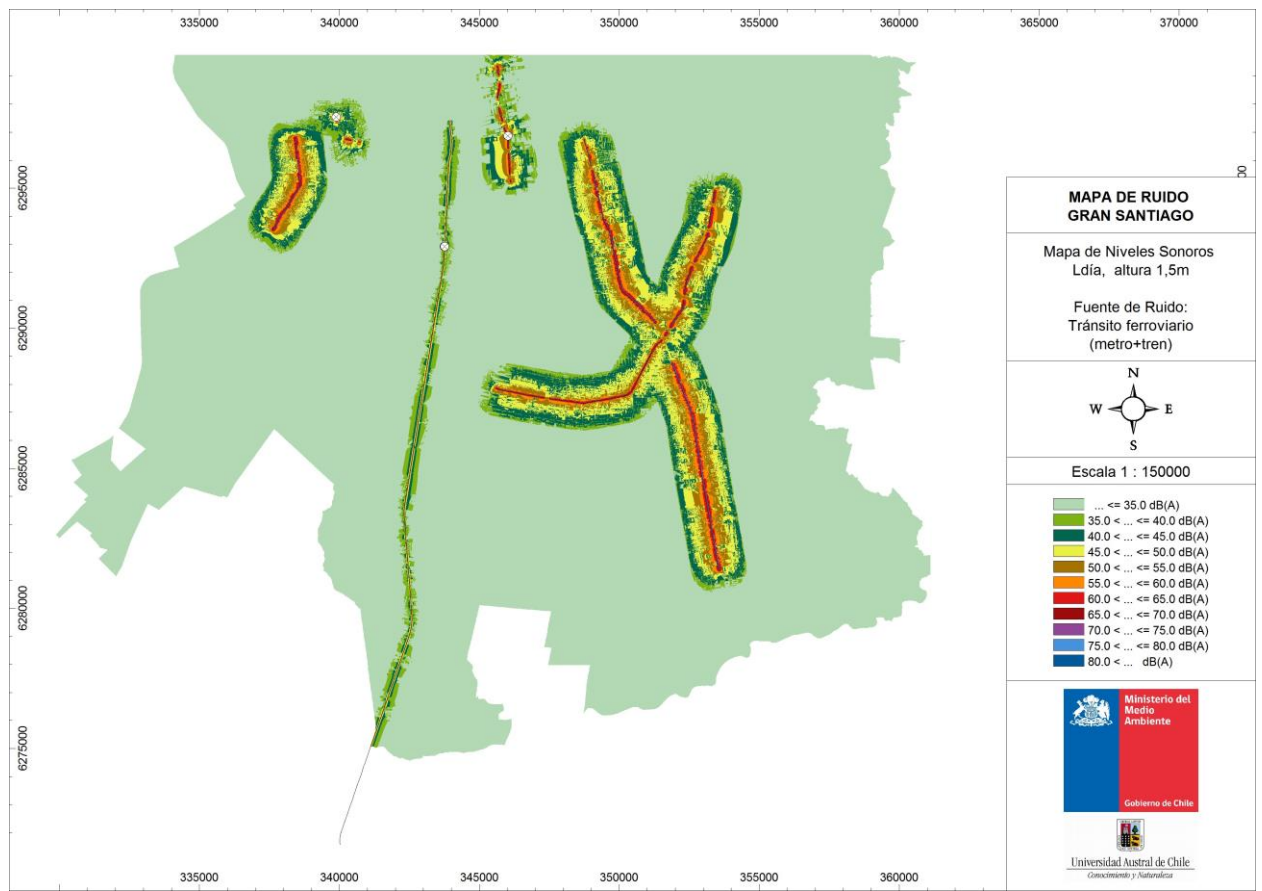 335000 340000 345000 350000 355000 360000 365000 370000
6295000
6290000
6285000
6280000
6275000
00
MAPA DE RUIDO
GRAN SANTIAGO
Mapa de Niveles Sonoros
Ldía, altura 1,5m
Fuente de Ruido:
Tránsito ferroviario
(metro+tren)
N
W E
S
Escala 1 : 150000
... <= 35.0 dB(A)
35.0 < ... <= 40.0 dB(A)
40.0 < ... <= 45.0 dB(A)
45.0 < ... <= 50.0 dB(A)
50.0 < ... <= 55.0 dB(A)
55.0 < ... <= 60.0 dB(A)
60.0 < ... <= 65.0 dB(A)
65.0 < ... <= 70.0 dB(A)
70.0 < ... <= 75.0 dB(A)
75.0 < ... <= 80.0 dB(A)
80.0 < ... dB(A)
Ministerio del
Medio
Ambiente
Gobierno de Chile
Universidad Austral de Chile
Conocimiento y Naturaleza
335000 340000 345000 350000 355000 360000